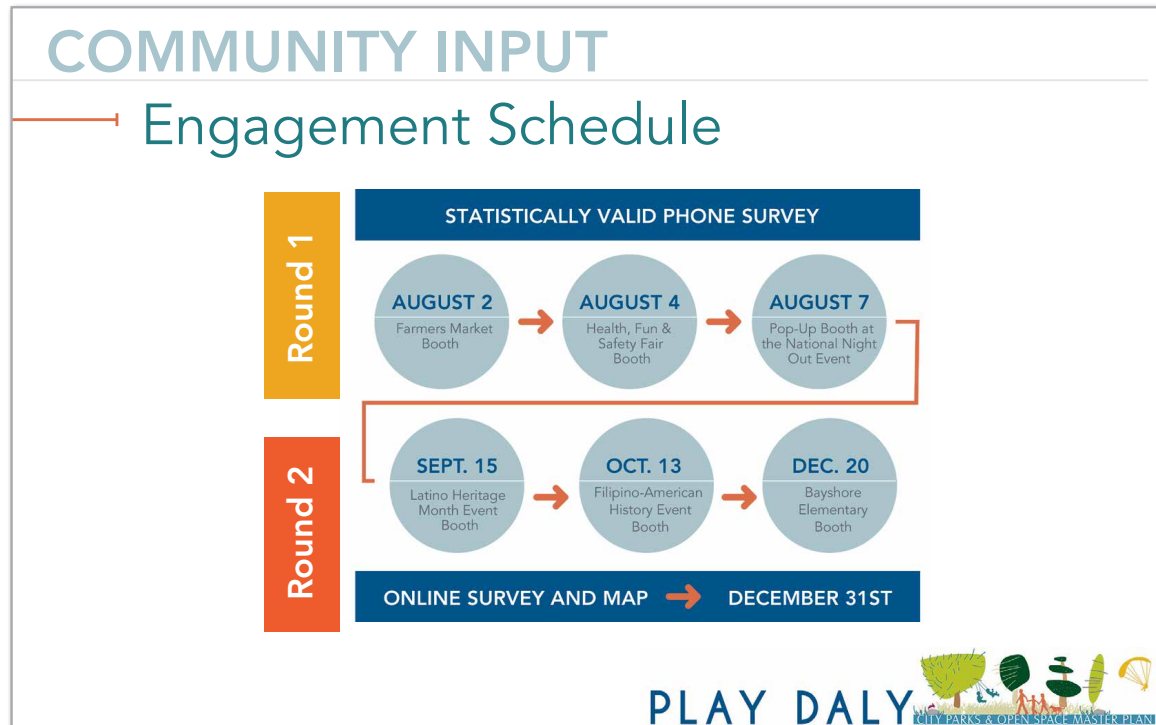 COMMUNITY INPUT
Engagement Schedule
Round 1
STATISTICALLY VALID PHONE SURVEY
AUGUST 2
Farmers Market
Booth
AUGUST 4
Health, Fun &
Safety Fair
Booth
AUGUST 7
Pop-Up Booth at
the National Night
Out Event
Round 2
SEPT. 15
Latino Heritage
Month Event
Booth
OCT. 13
Filipino-American
History Event
Booth
DEC. 20
Bayshore
Elementary
Booth
ONLINE SURVEY AND MAP DECEMBER 31ST
PLAY DALY
CITY PARKS & OPEN SPACE MASTER PLAN